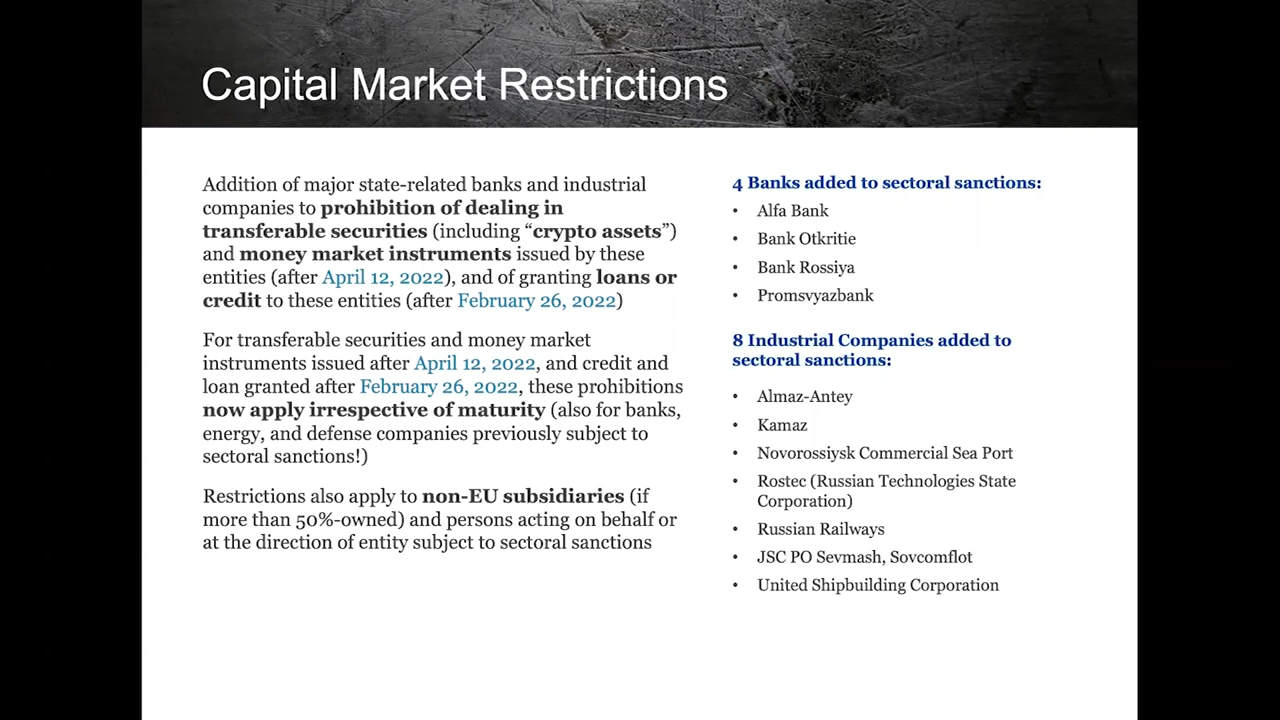 Capital Market Restrictions
Addition of major state-related banks and industrial
companies to prohibition of dealing in
transferable securities (including “crypto assets”)
and money market instruments issued by these
entities (after April 12, 2022), and of granting loans or
credit to these entities (after February 26, 2022)
For transferable securities and money market
instruments issued after April 12, 2022, and credit and
loan granted after February 26, 2022, these prohibitions
now apply irrespective of maturity (also for banks,
energy, and defense companies previously subject to
sectoral sanctions!)
Restrictions also apply to non-EU subsidiaries (if
more than 50%-owned) and persons acting on behalf or
at the direction of entity subject to sectoral sanctions
4 Banks added to sectoral sanctions:
• Alfa Bank
• Bank Otkritie
• Bank Rossiya
• Promsvyazbank
8 Industrial Companies added to
sectoral sanctions:
• Almaz-Antey
• Kamaz
• Novorossiysk Commercial Sea Port
• Rostec (Russian Technologies State
Corporation)
• Russian Railways
• JSC PO Sevmash, Sovcomflot
• United Shipbuilding Corporation